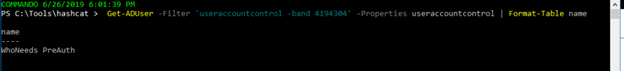 COMMANDO 6/26/2019 6:01:39 PM
PS C:\Tools\hashcat > Get-ADUser -Filter 'useraccountcontrol -band 4194304' -Properties useraccountcontrol | Format-Table name
name
----
WhoNeeds PreAuth